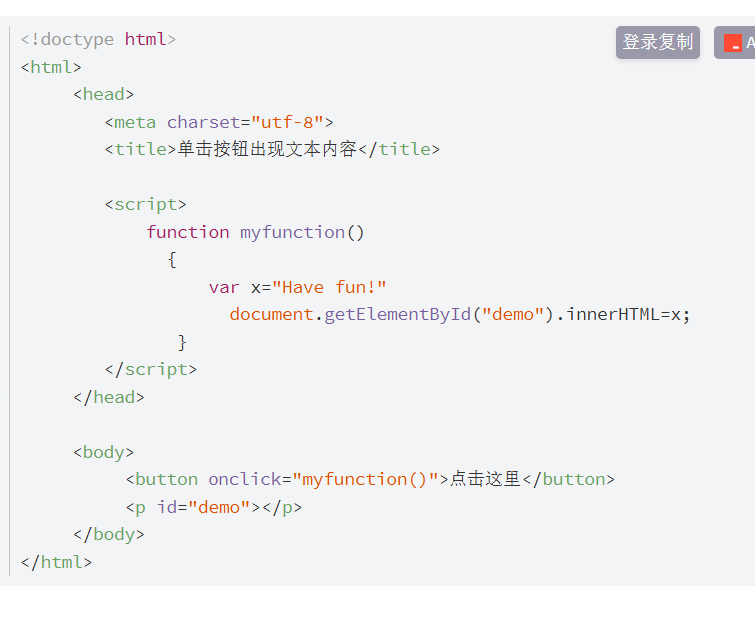 <!doctype html>
登录复制
A
<html>
<head>
<meta charset="utf-8">
<title>单击按钮出现文本内容</title>
<script>
function myfunction()
{
var x="Have fun!"
document.getElementById("demo").innerHTML=x;
}
</script>
</head>
<body>
<button onclick="myfunction()">点击这里</button>
<p id="demo"></p>
</body>
</html>